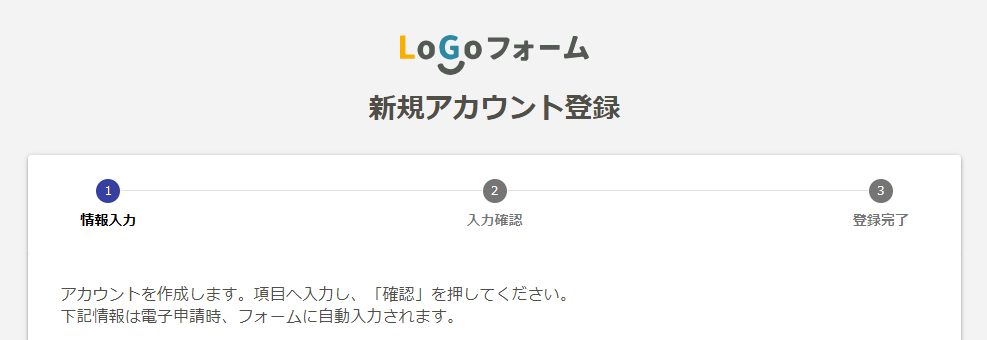 LoGoフォーム
新規アカウント登録
1
2
3
情報入力
入力確認
登録完了
アカウントを作成します。項目へ入力し、「確認」を押してください。
下記情報は電子申請時、フォームに自動入力されます。